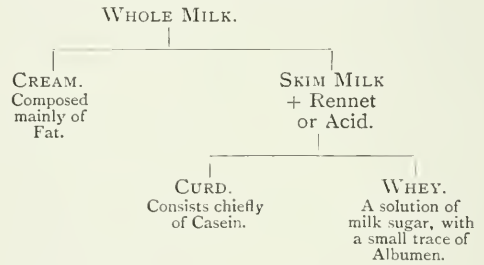 WHOLE MILK.
CREAM.
Composed
mainly of
Fat.
SKIM MILK
+ Rennet
or Acid.
CURD.
Consists chiefly
of Casein.
WHEY.
A solution of
milk sugar, with
a small trace of
Albumen.